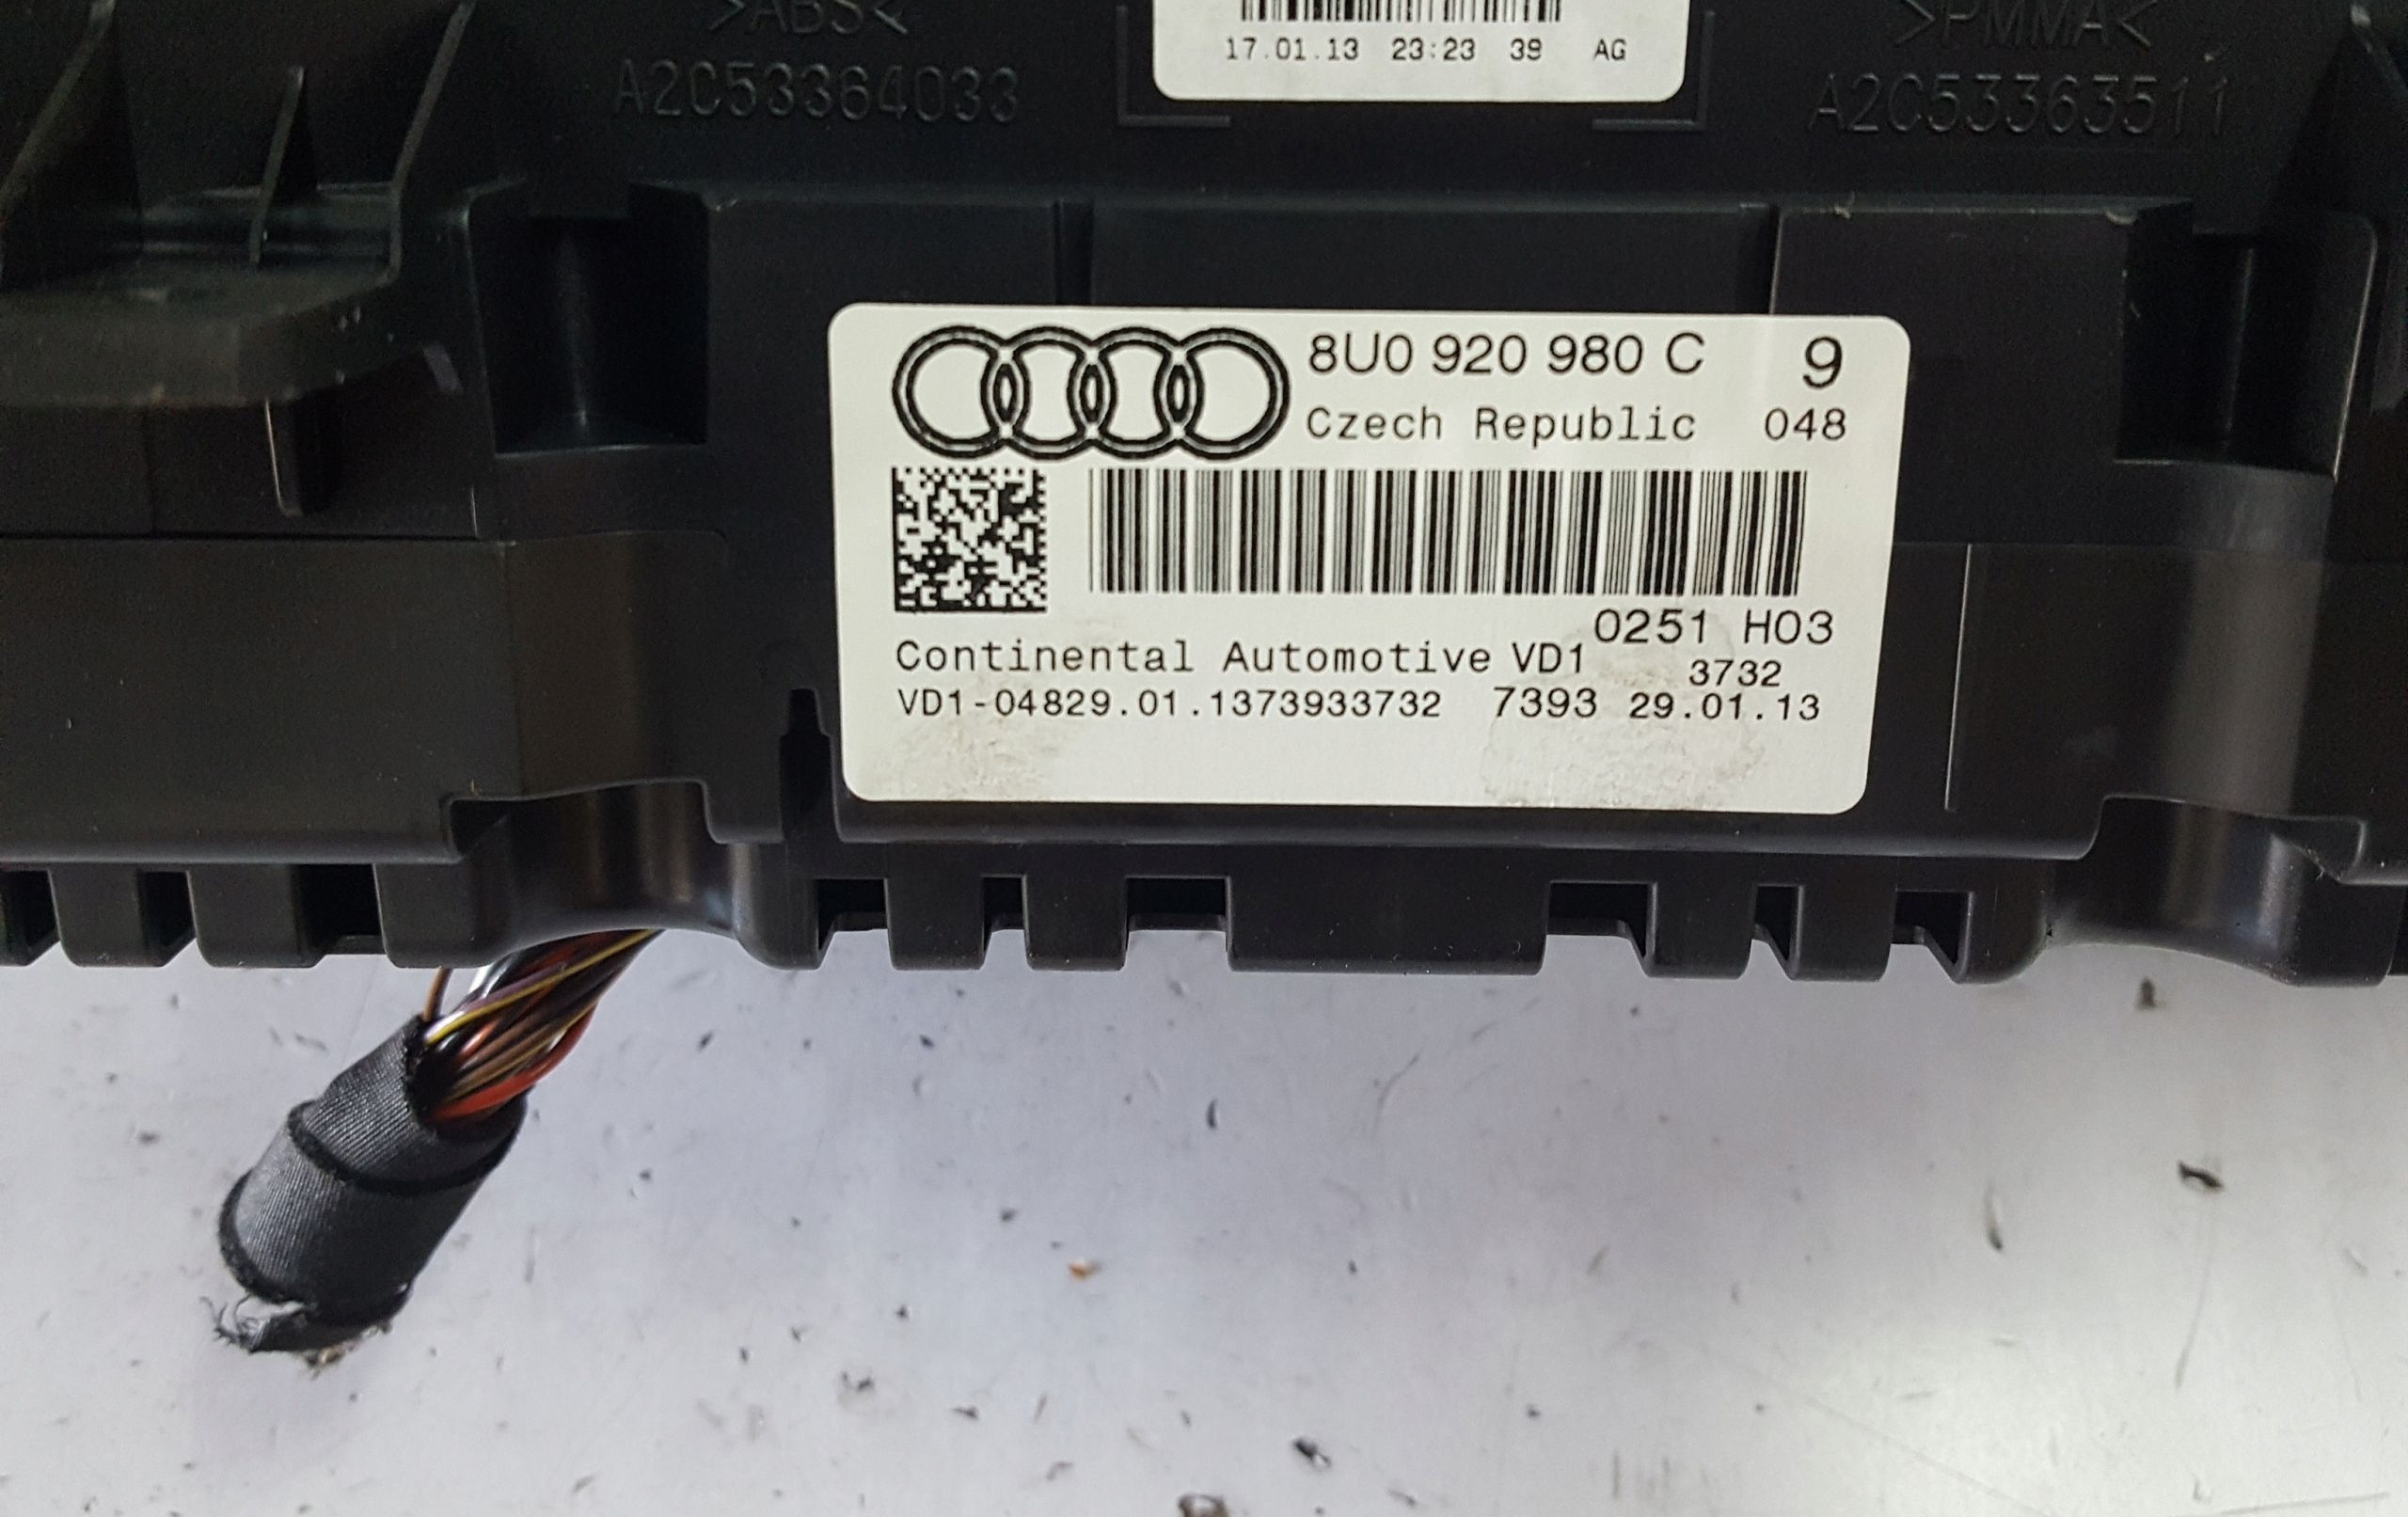 >ABS<
A2C53364033
17.01.13 23:23 39 AG
>PMMA<
A2C53363511
8U0 920 980 C 9
Czech Republic 048
0251 H03
Continental Automotive VD1 3732
VD1-04829.01.1373933732 7393 29.01.13